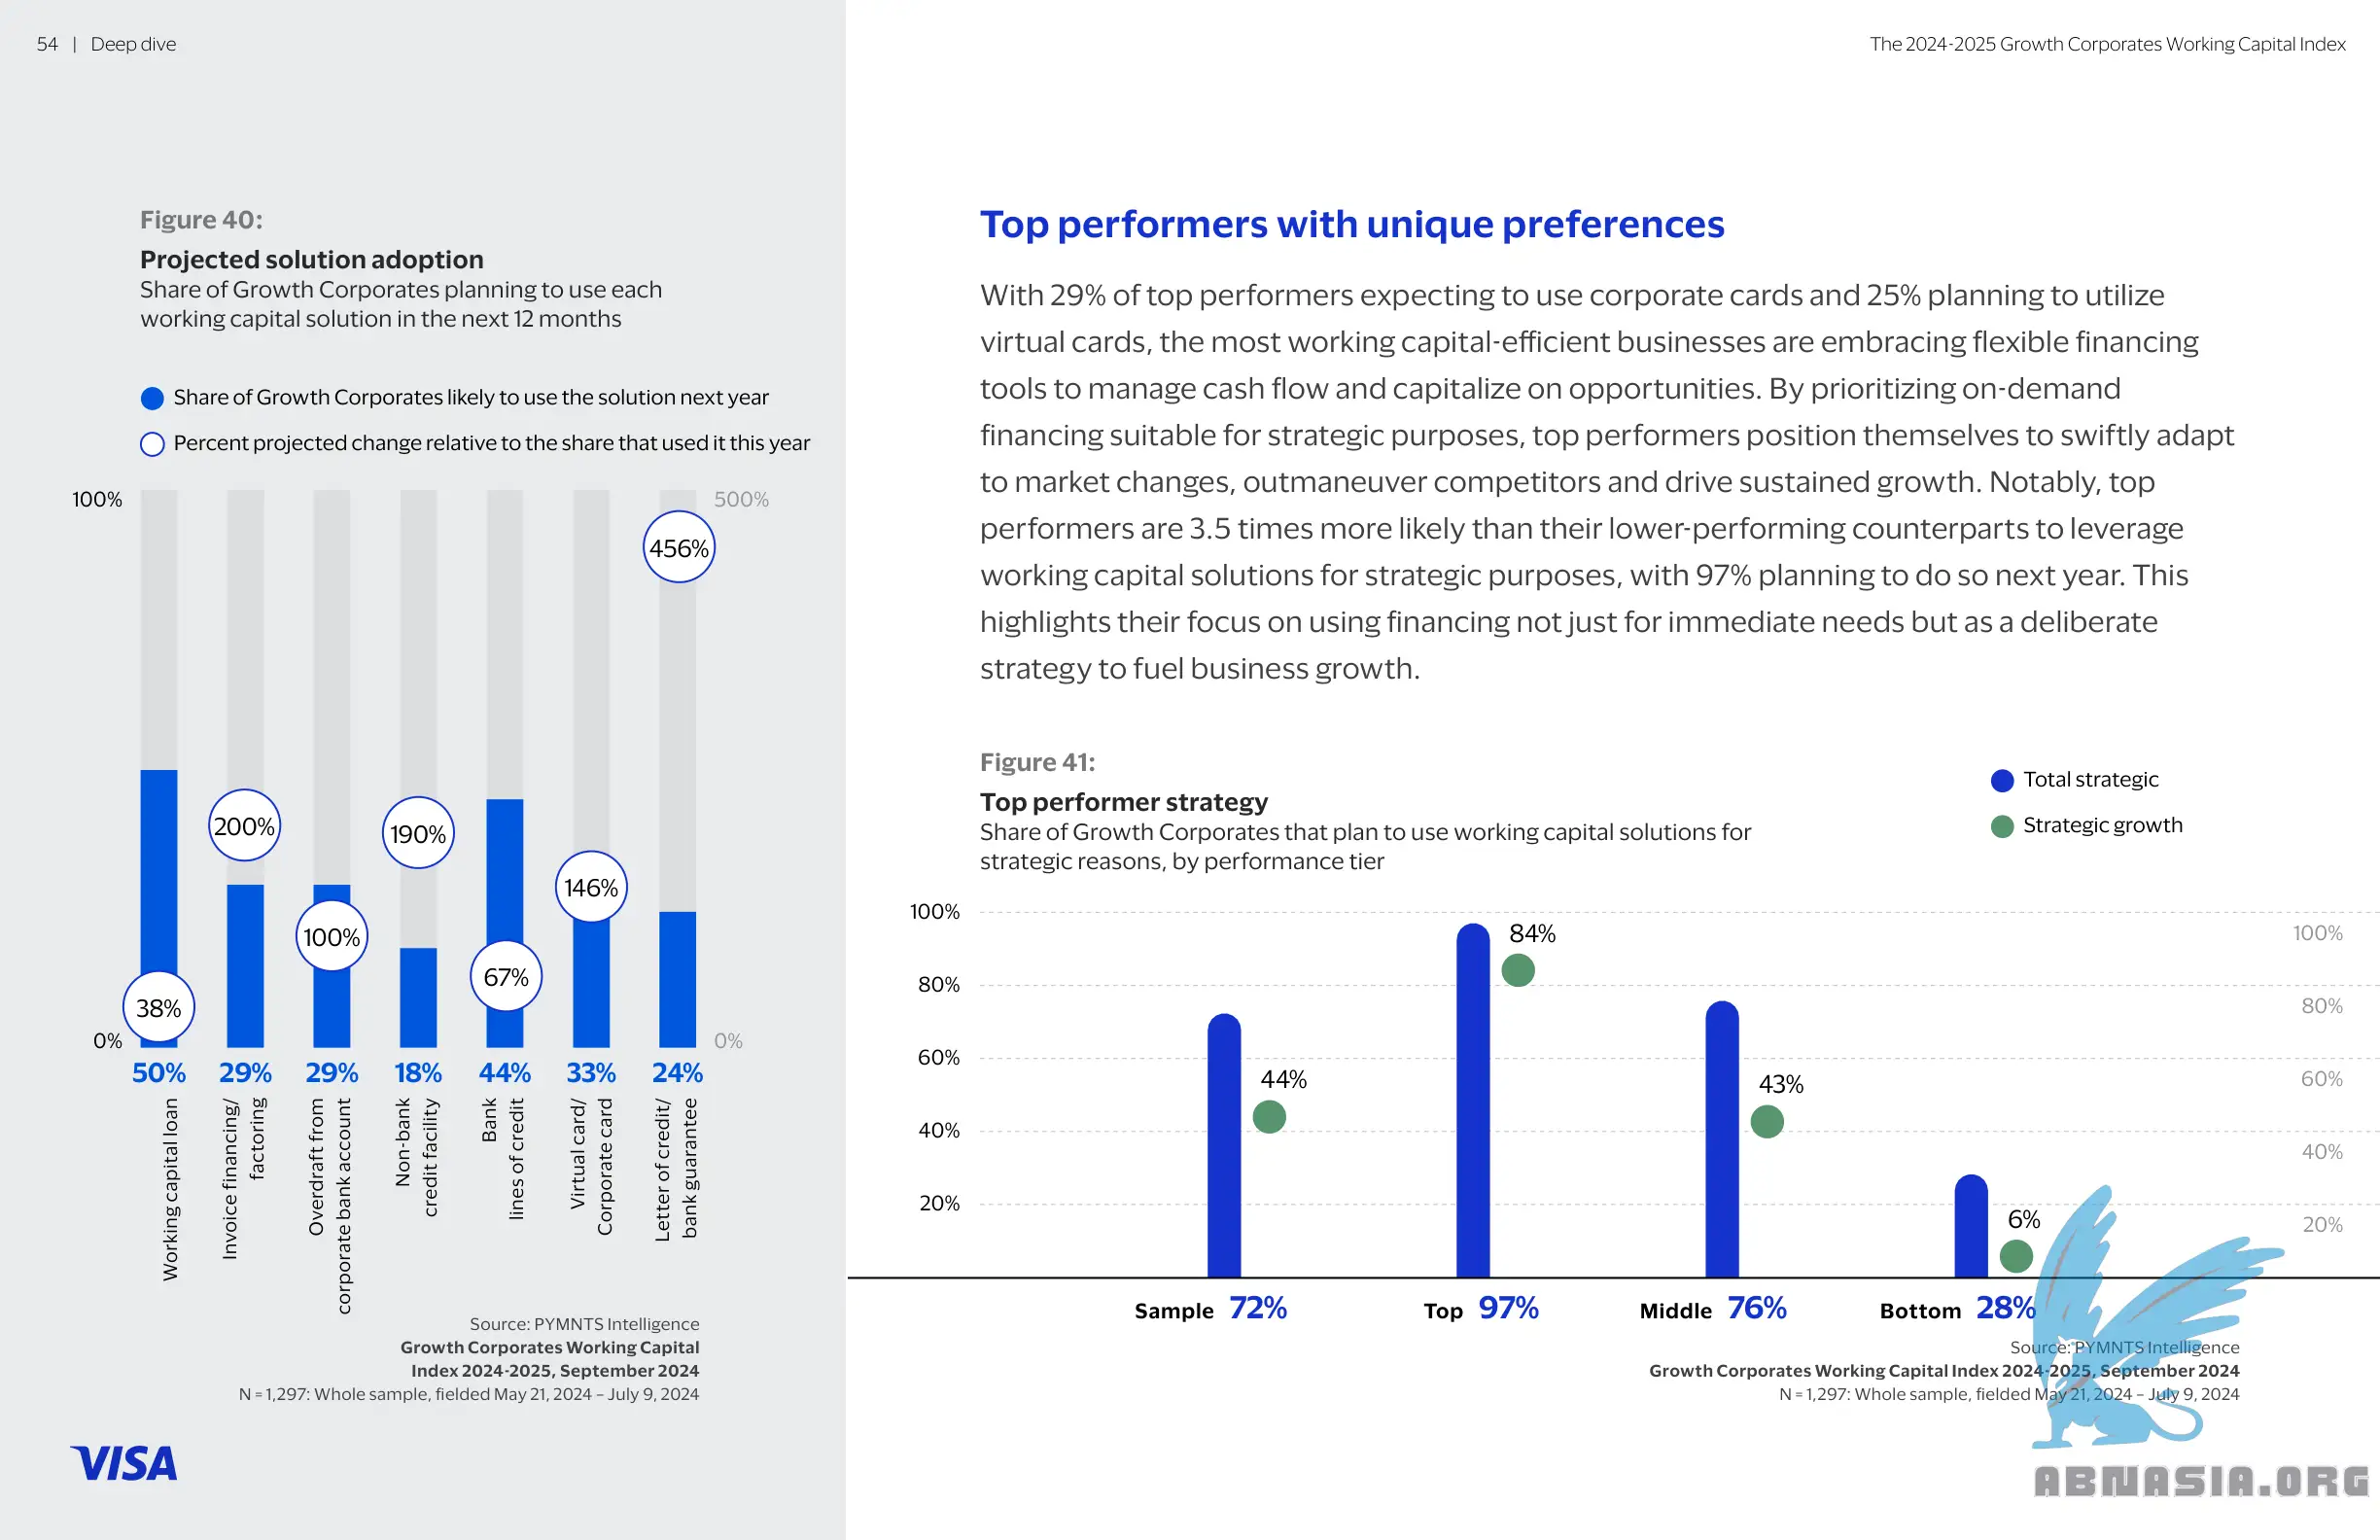 54 | Deep dive
The 2024-2025 Growth Corporates Working Capital Index
Figure 40:
Projected solution adoption
Share of Growth Corporates planning to use each
working capital solution in the next 12 months
Share of Growth Corporates likely to use the solution next year
Percent projected change relative to the share that used it this year
100%
500%
456%
200%
190%
146%
100%
67%
38%
0%
0%
50% 29% 29% 18% 44% 33% 24%
Working capital loan
Invoice financing/
factoring
Overdraft from
corporate bank account
Non-bank
credit facility
Bank
lines of credit
Virtual card/
Corporate card
Letter of credit/
bank guarantee
Source: PYMNTS Intelligence
Growth Corporates Working Capital
Index 2024-2025, September 2024
N = 1,297: Whole sample, fielded May 21, 2024 – July 9, 2024
VISA
Top performers with unique preferences
With 29% of top performers expecting to use corporate cards and 25% planning to utilize
virtual cards, the most working capital-efficient businesses are embracing flexible financing
tools to manage cash flow and capitalize on opportunities. By prioritizing on-demand
financing suitable for strategic purposes, top performers position themselves to swiftly adapt
to market changes, outmaneuver competitors and drive sustained growth. Notably, top
performers are 3.5 times more likely than their lower-performing counterparts to leverage
working capital solutions for strategic purposes, with 97% planning to do so next year. This
highlights their focus on using financing not just for immediate needs but as a deliberate
strategy to fuel business growth.
Figure 41:
Top performer strategy
Share of Growth Corporates that plan to use working capital solutions for
strategic reasons, by performance tier
Total strategic
Strategic growth
100%
84%
100%
80%
80%
60%
44%
43%
60%
40%
40%
20%
6%
20%
Sample 72% Top 97% Middle 76% Bottom 28%
Source: PYMNTS Intelligence
Growth Corporates Working Capital Index 2024-2025, September 2024
N = 1,297: Whole sample, fielded May 21, 2024 – July 9, 2024
ABNASIA.ORG